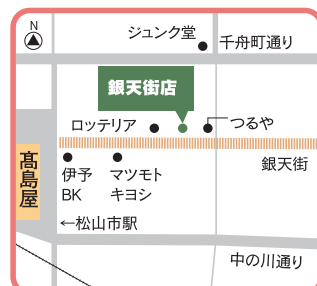 N
ジュンク堂
千舟町通り
銀天街店
ロッテリア
つるや
髙島屋
伊予
BK
マツモト
キヨシ
銀天街
←松山市駅
中の川通り